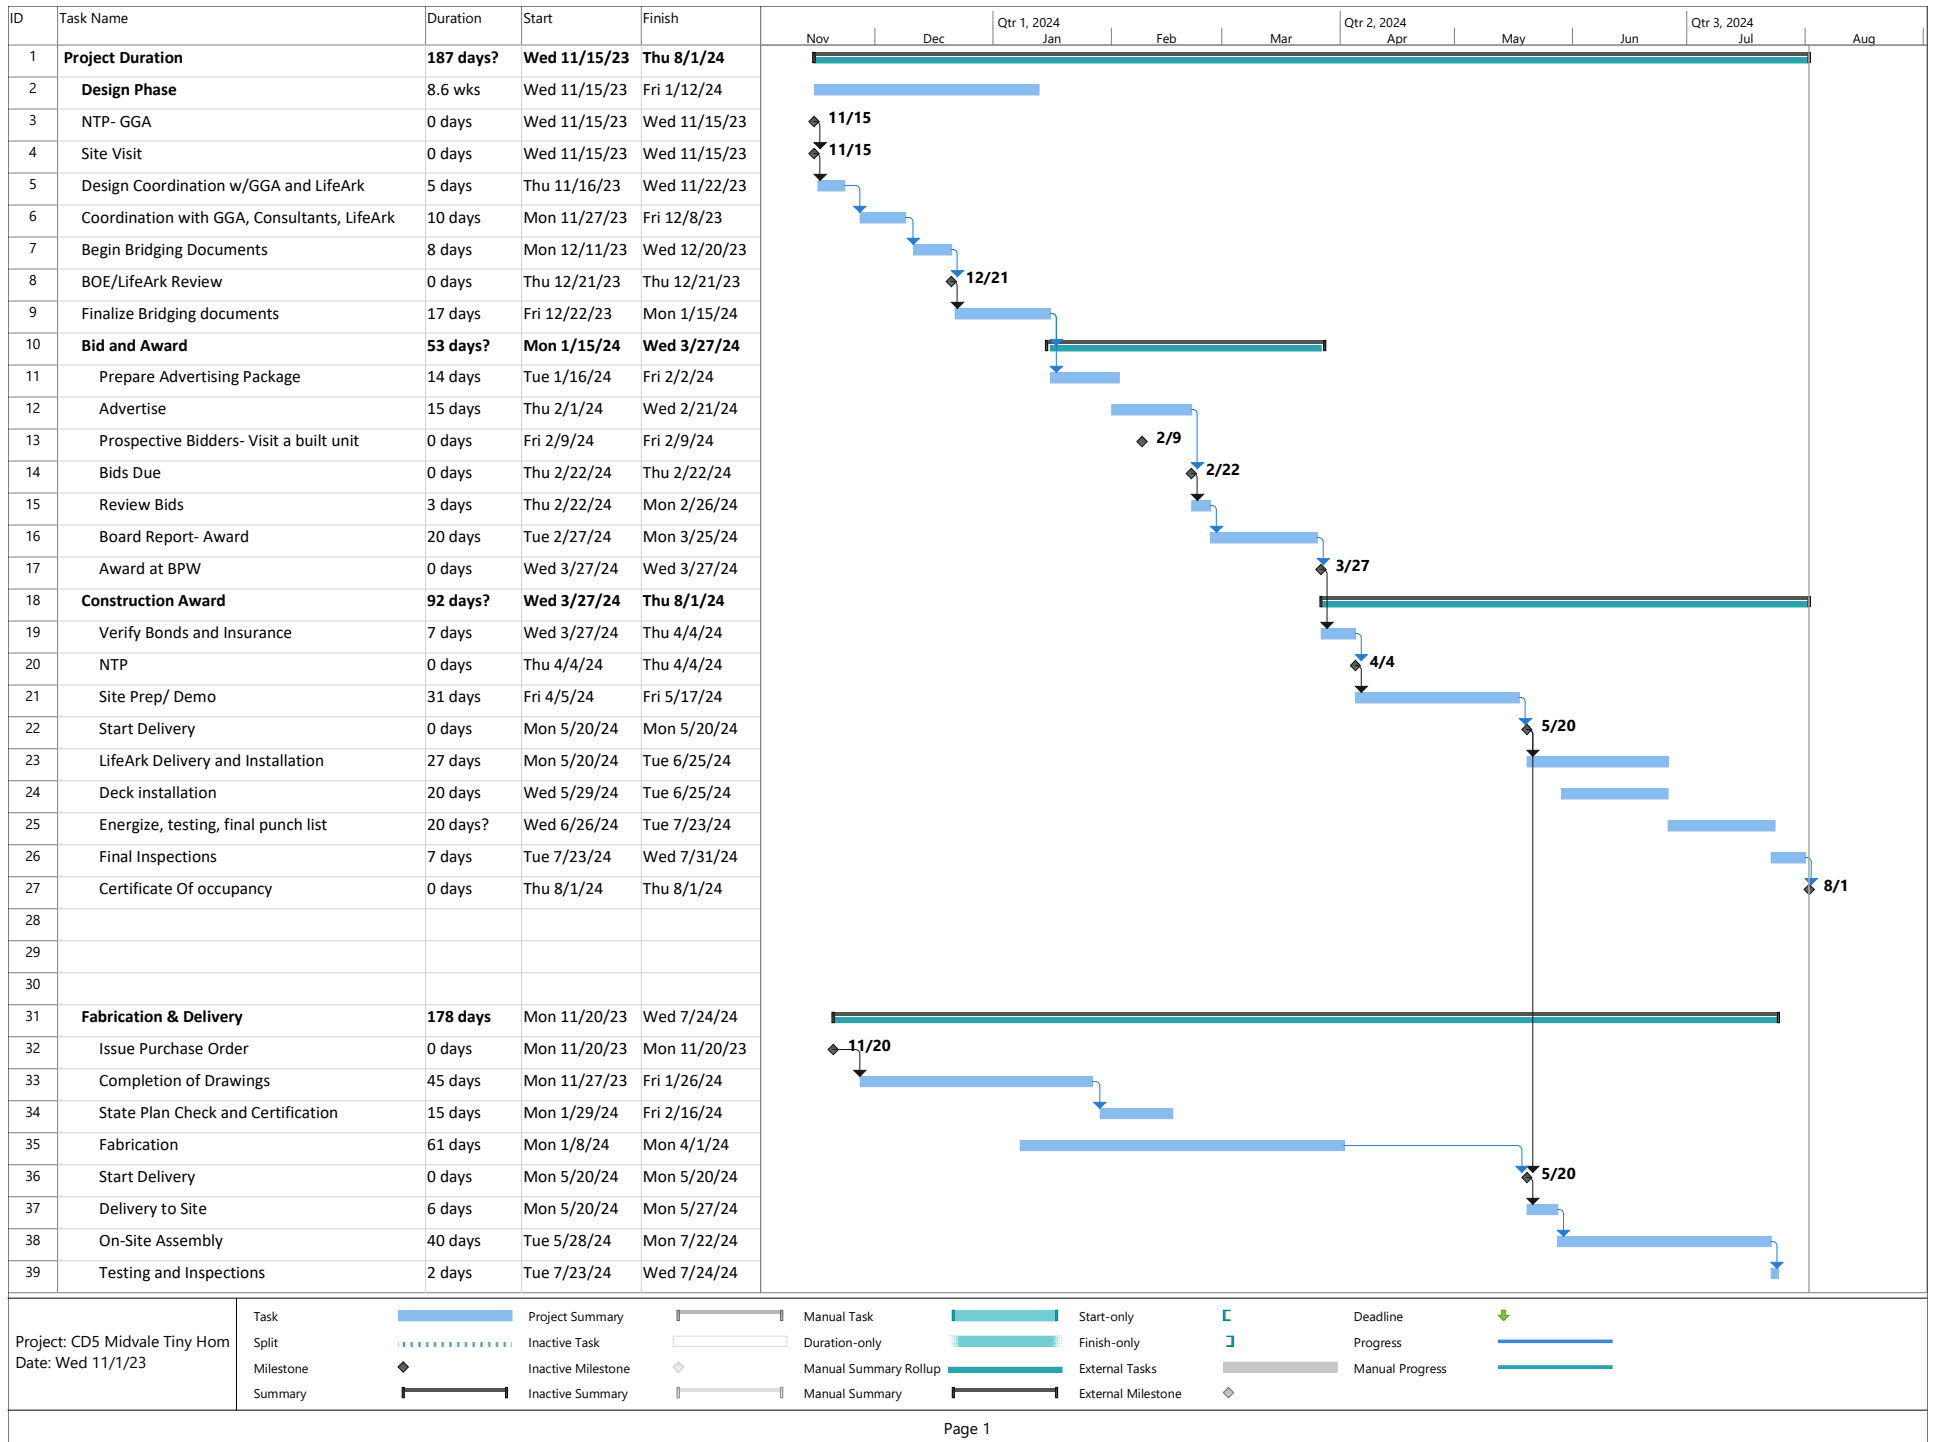 ID Task Name Duration Start Finish
Qtr 1, 2024 Qtr 2, 2024 Qtr 3, 2024
Nov Dec Jan Feb Mar Apr May Jun Jul Aug
1 Project Duration 187 days? Wed 11/15/23 Thu 8/1/24
2 Design Phase 8.6 wks Wed 11/15/23 Fri 1/12/24
3 NTP- GGA 0 days Wed 11/15/23 Wed 11/15/23 11/15
4 Site Visit 0 days Wed 11/15/23 Wed 11/15/23 11/15
5 Design Coordination w/GGA and LifeArk 5 days Thu 11/16/23 Wed 11/22/23
6 Coordination with GGA, Consultants, LifeArk 10 days Mon 11/27/23 Fri 12/8/23
7 Begin Bridging Documents 8 days Mon 12/11/23 Wed 12/20/23
8 BOE/LifeArk Review 0 days Thu 12/21/23 Thu 12/21/23 12/21
9 Finalize Bridging documents 17 days Fri 12/22/23 Mon 1/15/24
10 Bid and Award 53 days? Mon 1/15/24 Wed 3/27/24
11 Prepare Advertising Package 14 days Tue 1/16/24 Fri 2/2/24
12 Advertise 15 days Thu 2/1/24 Wed 2/21/24
13 Prospective Bidders- Visit a built unit 0 days Fri 2/9/24 Fri 2/9/24 2/9
14 Bids Due 0 days Thu 2/22/24 Thu 2/22/24 2/22
15 Review Bids 3 days Thu 2/22/24 Mon 2/26/24
16 Board Report- Award 20 days Tue 2/27/24 Mon 3/25/24
17 Award at BPW 0 days Wed 3/27/24 Wed 3/27/24 3/27
18 Construction Award 92 days? Wed 3/27/24 Thu 8/1/24
19 Verify Bonds and Insurance 7 days Wed 3/27/24 Thu 4/4/24
20 NTP 0 days Thu 4/4/24 Thu 4/4/24 4/4
21 Site Prep/ Demo 31 days Fri 4/5/24 Fri 5/17/24
22 Start Delivery 0 days Mon 5/20/24 Mon 5/20/24 5/20
23 LifeArk Delivery and Installation 27 days Mon 5/20/24 Tue 6/25/24
24 Deck installation 20 days Wed 5/29/24 Tue 6/25/24
25 Energize, testing, final punch list 20 days? Wed 6/26/24 Tue 7/23/24
26 Final Inspections 7 days Tue 7/23/24 Wed 7/31/24
27 Certificate Of occupancy 0 days Thu 8/1/24 Thu 8/1/24 8/1
28
29
30
31 Fabrication & Delivery 178 days Mon 11/20/23 Wed 7/24/24
32 Issue Purchase Order 0 days Mon 11/20/23 Mon 11/20/23 11/20
33 Completion of Drawings 45 days Mon 11/27/23 Fri 1/26/24
34 State Plan Check and Certification 15 days Mon 1/29/24 Fri 2/16/24
35 Fabrication 61 days Mon 1/8/24 Mon 4/1/24
36 Start Delivery 0 days Mon 5/20/24 Mon 5/20/24 5/20
37 Delivery to Site 6 days Mon 5/20/24 Mon 5/27/24
38 On-Site Assembly 40 days Tue 5/28/24 Mon 7/22/24
39 Testing and Inspections 2 days Tue 7/23/24 Wed 7/24/24
Project: CD5 Midvale Tiny Hom
Date: Wed 11/1/23
Task Project Summary Manual Task Start-only Deadline
Split Inactive Task Duration-only Finish-only Progress
Milestone Inactive Milestone Manual Summary Rollup External Tasks Manual Progress
Summary Inactive Summary Manual Summary External Milestone
Page 1